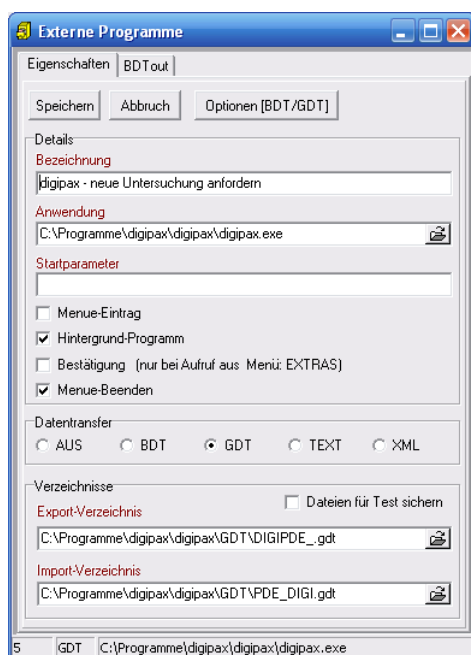 Externe Programme
Eigenschaften BDTout
Speichern Abbruch Optionen [BDT/GDT]
Details
Bezeichnung
digipax - neue Untersuchung anfordern
Anwendung
C:\Programme\digipax\digipax\digipax.exe
Startparameter
Menue-Eintrag
Hintergrund-Programm
Bestätigung (nur bei Aufruf aus Menü: EXTRAS)
Menue-Beenden
Datentransfer
AUS BDT GDT TEXT XML
Verzeichnisse
Dateien für Test sichern
Export-Verzeichnis
C:\Programme\digipax\digipax\GDT\DIGIPDE_.gdt
Import-Verzeichnis
C:\Programme\digipax\digipax\GDT\PDE_DIGI.gdt
5 GDT C:\Programme\digipax\digipax\digipax.exe